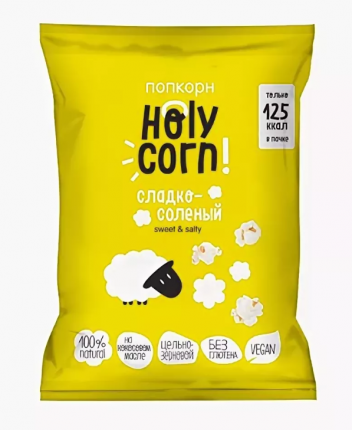 попкорн
Holy
CORN!
сладко-
соленый
sweet & salty
только
125
ккал
в пачке
100%
natural
на
кокосовом
масле
цельно-
зерновой
БЕЗ
ГЛЮТЕНА
VEGAN